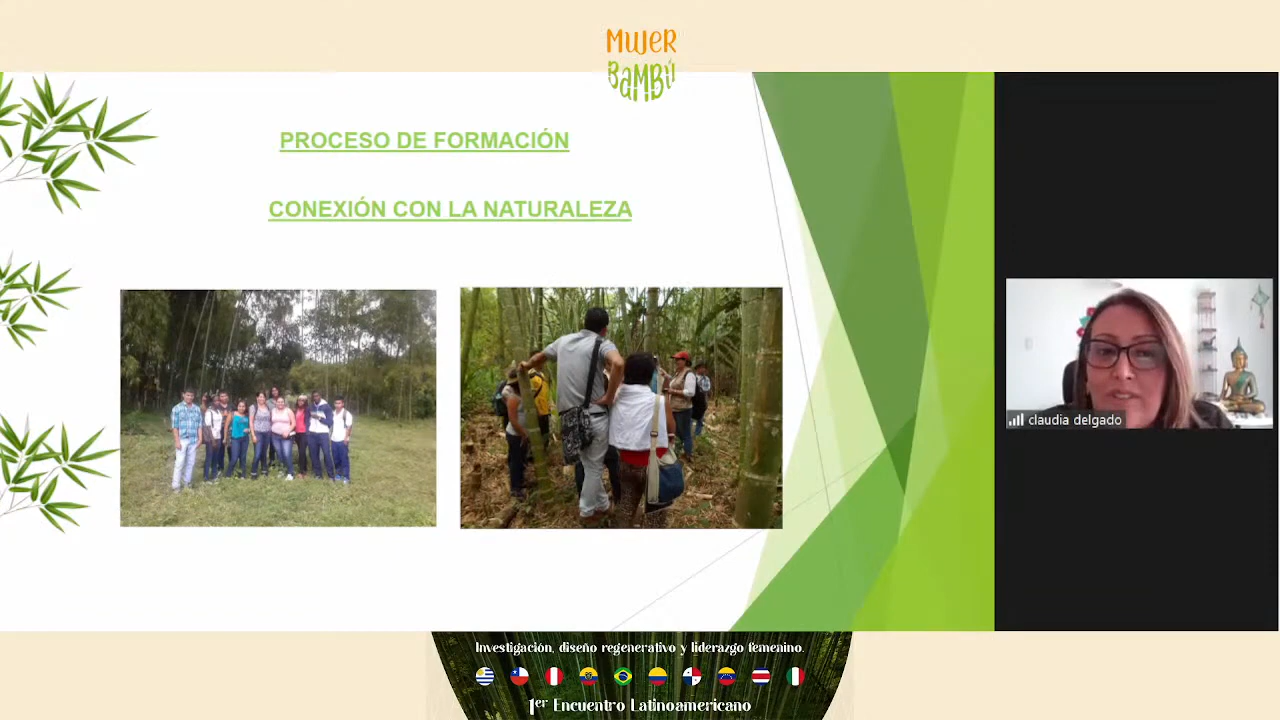 MUJER
BAMBÚ
PROCESO DE FORMACIÓN
CONEXIÓN CON LA NATURALEZA
claudia delgado
Investigación, diseño regenerativo y liderazgo femenino.
1er Encuentro Latinoamericano